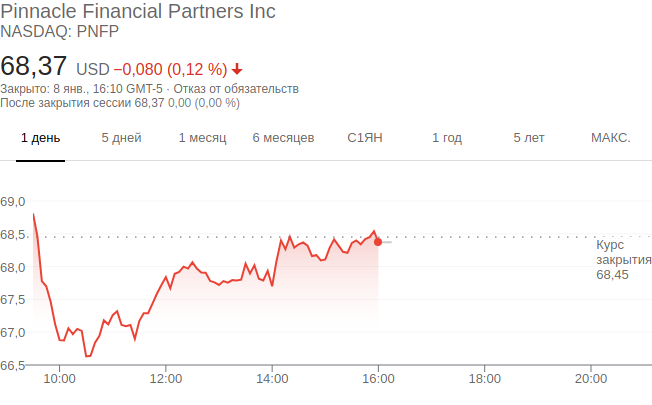 Pinnacle Financial Partners Inc
NASDAQ: PNFP
68,37 USD −0,080 (0,12 %)
Закрыто: 8 янв., 16:10 GMT-5 · Отказ от обязательств
После закрытия сессии 68,37 0,00 (0,00 %)
1 день 5 дней 1 месяц 6 месяцев С1ЯН 1 год 5 лет МАКС.
69,0
68,5
Курс
закрытия
68,45
68,0
67,5
67,0
66,5
10:00 12:00 14:00 16:00 18:00 20:00